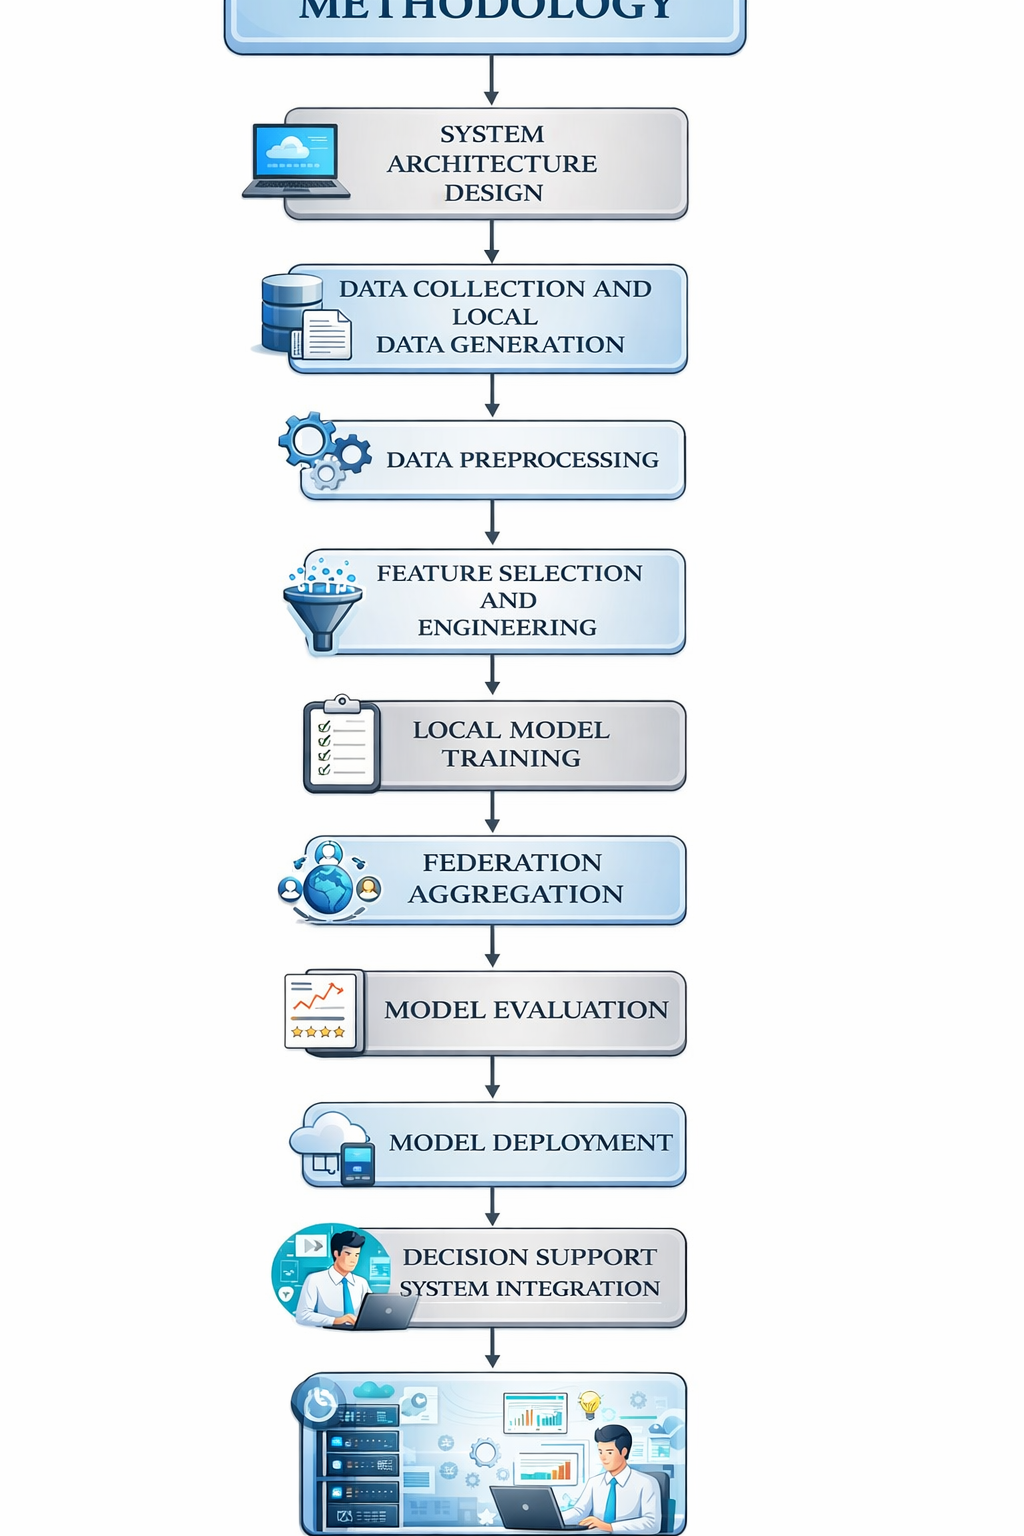 METHODOLOGY
SYSTEM
ARCHITECTURE
DESIGN
DATA COLLECTION AND
LOCAL
DATA GENERATION
DATA PREPROCESSING
FEATURE SELECTION
AND
ENGINEERING
LOCAL MODEL
TRAINING
FEDERATION
AGGREGATION
MODEL EVALUATION
MODEL DEPLOYMENT
DECISION SUPPORT
SYSTEM INTEGRATION